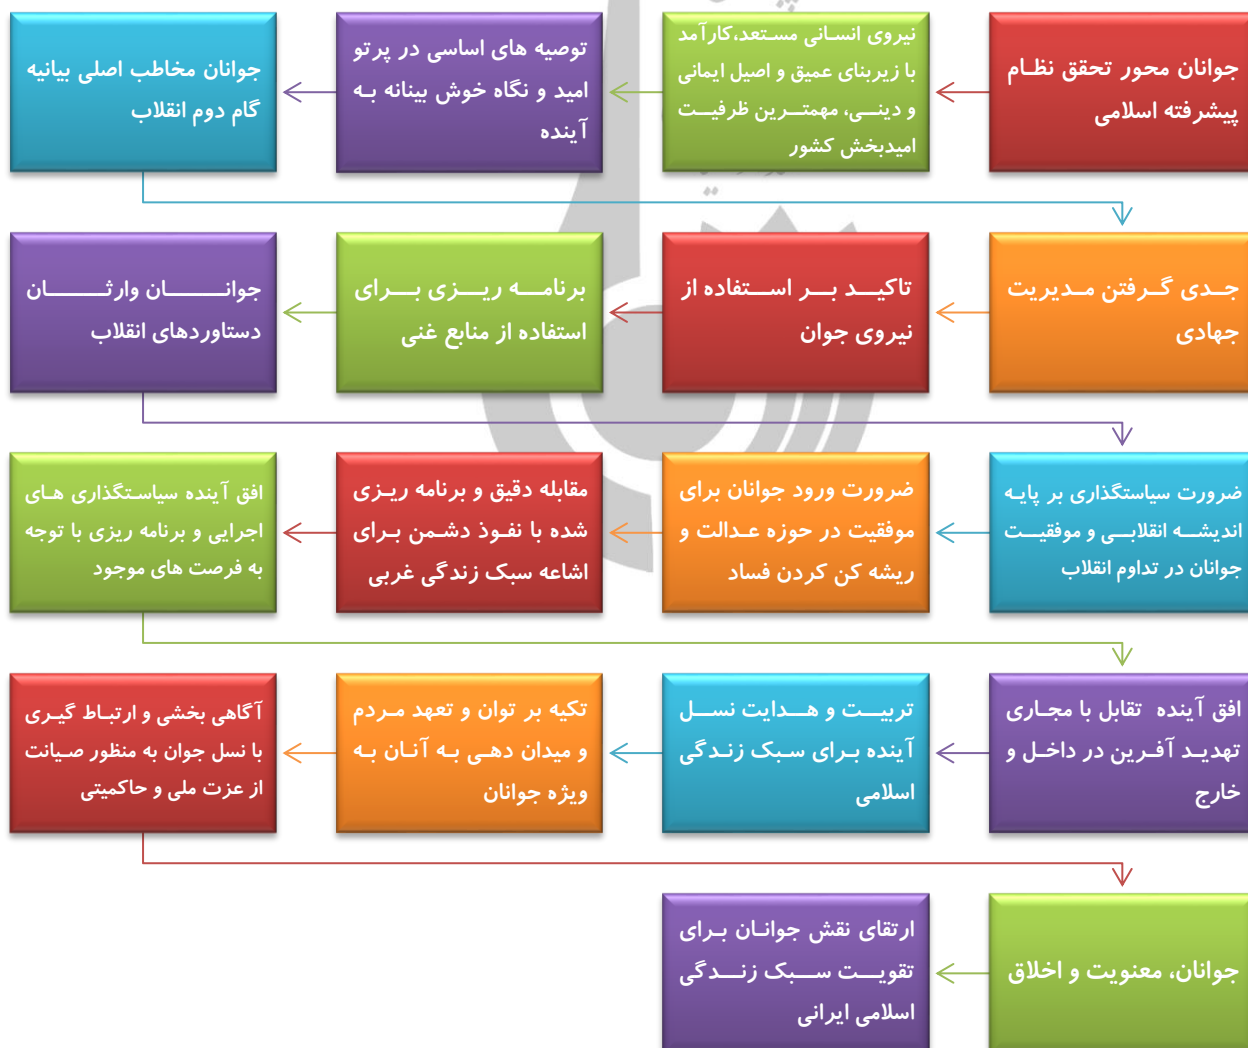 جوانان محور تحقق نظام
پیشرفته اسلامی
نیروی انسانی مستعد،کارآمد
با زیربنای عمیق و اصیل ایمانی
و دینی، مهمترین ظرفیت
امیدبخش کشور
توصیه های اساسی در پرتو
امید و نگاه خوش بینانه به
آینده
جوانان مخاطب اصلی بیانیه
گام دوم انقلاب
جدی گرفتن مدیریت
جهادی
تاکید بر استفاده از
نیروی جوان
برنامه ریزی برای
استفاده از منابع غنی
جوانان وارثان
دستاوردهای انقلاب
ضرورت سیاستگذاری بر پایه
اندیشه انقلابی و موفقیت
جوانان در تداوم انقلاب
ضرورت ورود جوانان برای
موفقیت در حوزه عدالت و
ریشه کن کردن فساد
مقابله دقیق و برنامه ریزی
شده با نفوذ دشمن برای
اشاعه سبک زندگی غربی
افق آینده سیاستگذاری های
اجرایی و برنامه ریزی با توجه
به فرصت های موجود
افق آینده تقابل با مجاری
تهدید آفرین در داخل و
خارج
تربیت و هدایت نسل
آینده برای سبک زندگی
اسلامی
تکیه بر توان و تعهد مردم
و میدان دهی به آنان به
ویژه جوانان
آگاهی بخشی و ارتباط گیری
با نسل جوان به منظور صیانت
از عزت ملی و حاکمیتی
جوانان، معنویت و اخلاق
ارتقای نقش جوانان برای
تقویت سبک زندگی
اسلامی ایرانی